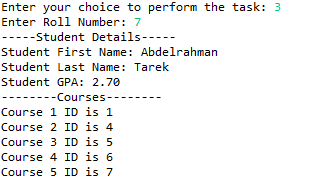 Enter your choice to perform the task: 3
Enter Roll Number: 7
-----Student Details-----
Student First Name: Abdelrahman
Student Last Name: Tarek
Student GPA: 2.70
--------Courses--------
Course 1 ID is 1
Course 2 ID is 4
Course 3 ID is 5
Course 4 ID is 6
Course 5 ID is 7